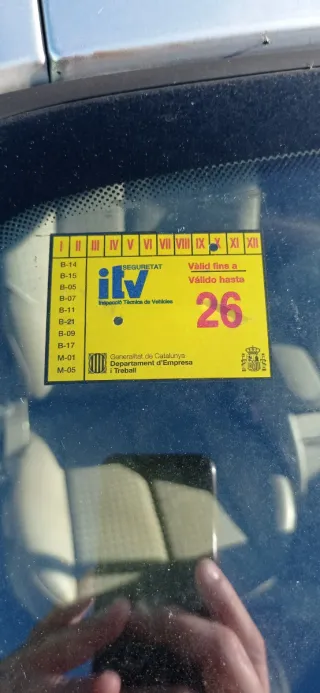 I II III IV V VI VII VIII IX X XI XII
B-14
B-15
B-05
B-07
B-11
B-21
B-09
B-17
M-01
M-05
SEGURETAT
itv
Inspecció Tècnica de Vehicles
Vàlid fins a
Válido hasta
26
Generalitat de Catalunya
Departament d'Empresa
i Treball